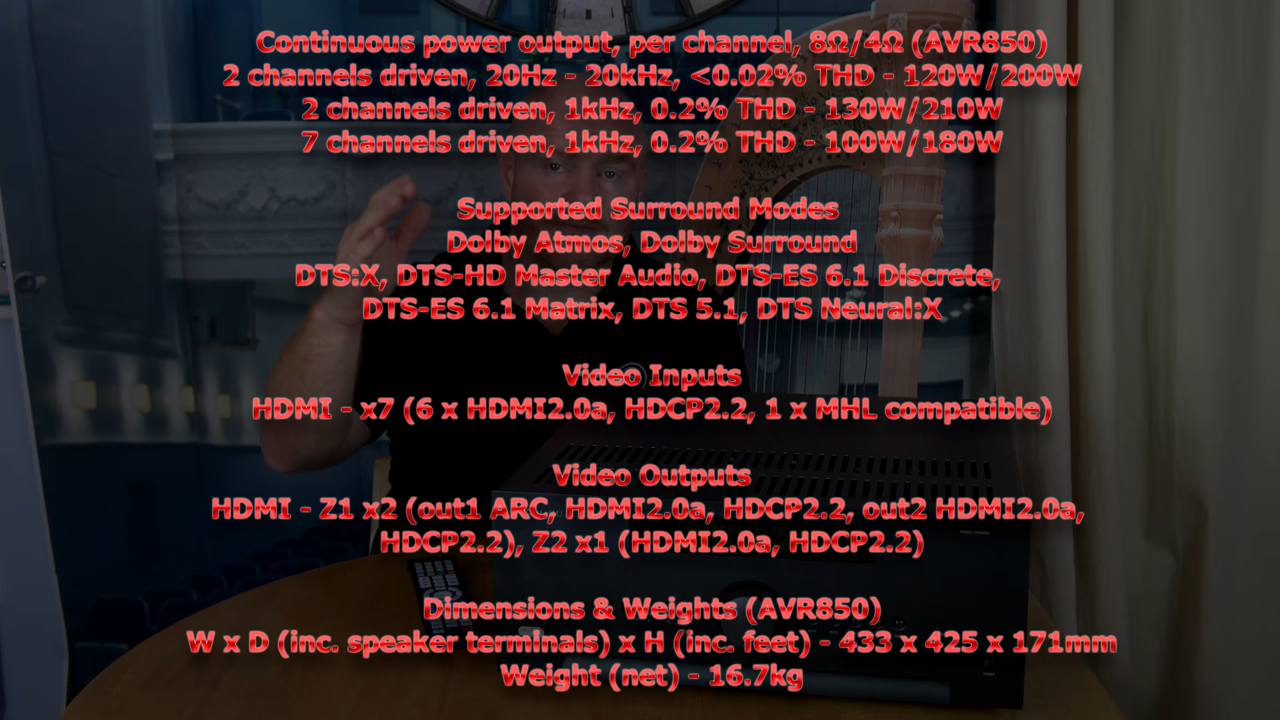 Continuous power output, per channel, 8Ω/4Ω (AVR850)
2 channels driven, 20Hz - 20kHz, <0.02% THD - 120W/200W
2 channels driven, 1kHz, 0.2% THD - 130W/210W
7 channels driven, 1kHz, 0.2% THD - 100W/180W
Supported Surround Modes
Dolby Atmos, Dolby Surround
DTS:X, DTS-HD Master Audio, DTS-ES 6.1 Discrete,
DTS-ES 6.1 Matrix, DTS 5.1, DTS Neural:X
Video Inputs
HDMI - x7 (6 x HDMI2.0a, HDCP2.2, 1 x MHL compatible)
Video Outputs
HDMI - Z1 x2 (out1 ARC, HDMI2.0a, HDCP2.2, out2 HDMI2.0a,
HDCP2.2), Z2 x1 (HDMI2.0a, HDCP2.2)
Dimensions & Weights (AVR850)
W x D (inc. speaker terminals) x H (inc. feet) - 433 x 425 x 171mm
Weight (net) - 16.7kg